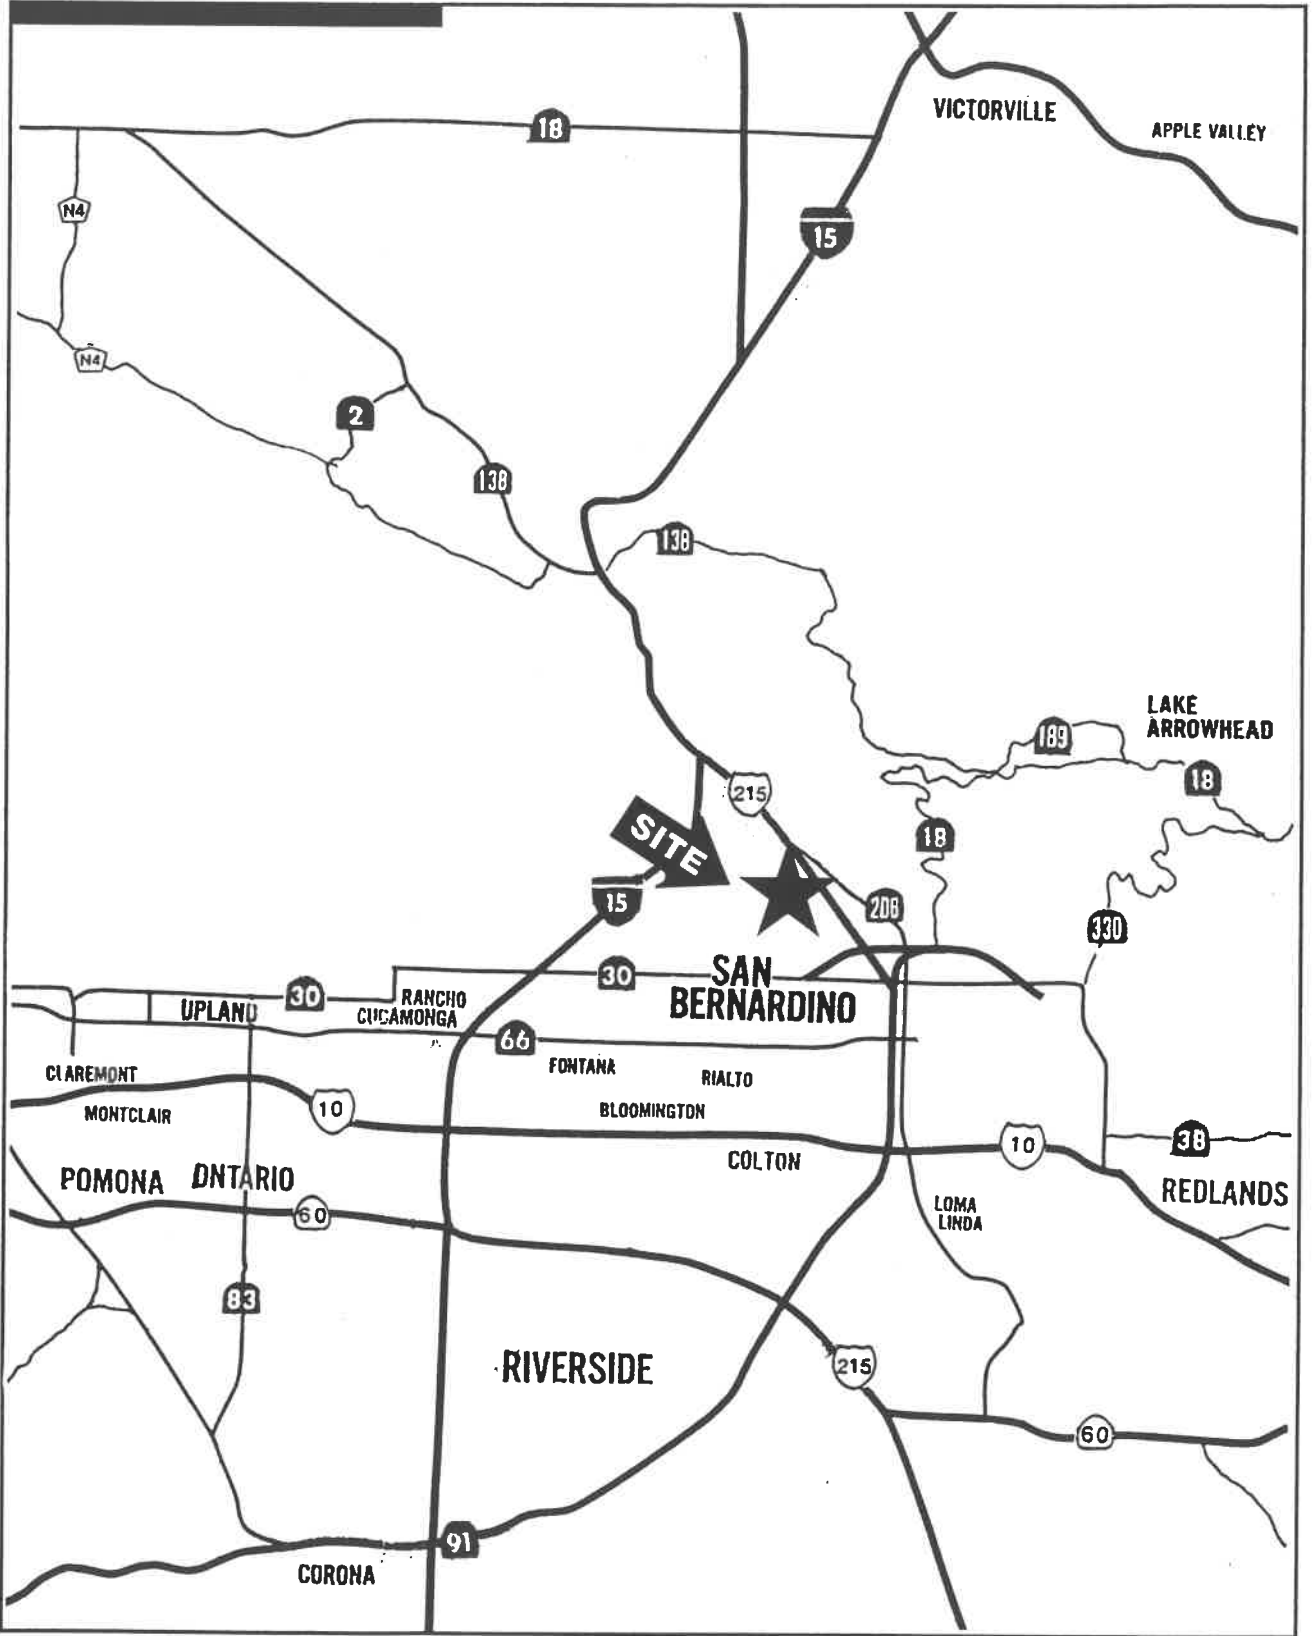 VICTORVILLE
APPLE VALLEY
18
N4
15
N4
2
138
138
LAKE
ARROWHEAD
189
18
215
SITE
18
15
206
330
SAN
BERNARDINO
30
30
UPLAND
RANCHO
CUCAMONGA
66
FONTANA
RIALTO
CLAREMONT
MONTCLAIR
10
BLOOMINGTON
COLTON
10
38
POMONA
ONTARIO
REDLANDS
60
LOMA
LINDA
83
RIVERSIDE
215
60
91
CORONA